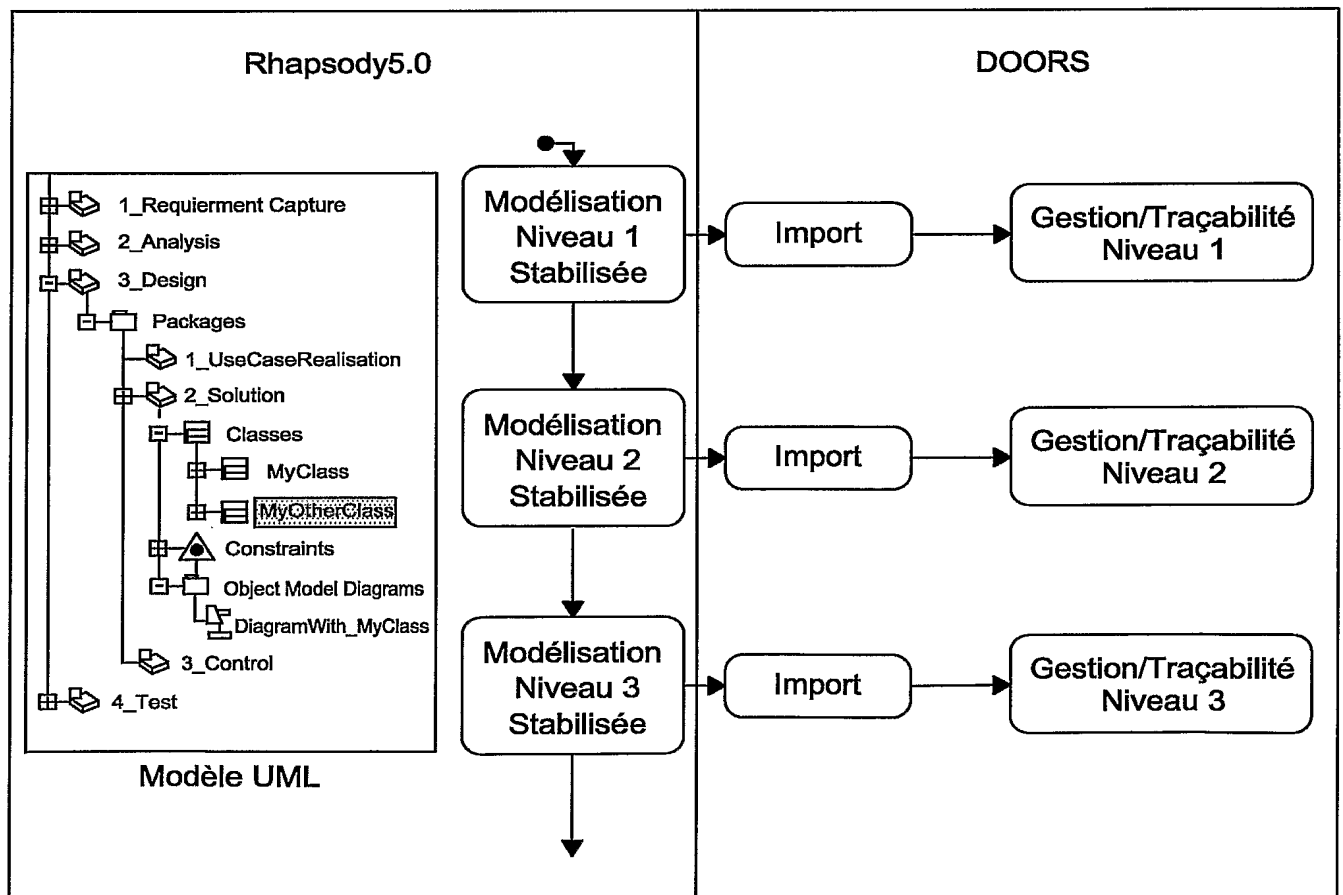 Rhapsody5.0
DOORS
1_Requierment Capture
2_Analysis
3_Design
Packages
1_UseCaseRealisation
2_Solution
Classes
MyClass
MyOtherClass
Constraints
Object Model Diagrams
DiagramWith_MyClass
3_Control
4_Test
Modèle UML
Modélisation
Niveau 1
Stabilisée
Import
Gestion/Traçabilité
Niveau 1
Modélisation
Niveau 2
Stabilisée
Import
Gestion/Traçabilité
Niveau 2
Modélisation
Niveau 3
Stabilisée
Import
Gestion/Traçabilité
Niveau 3